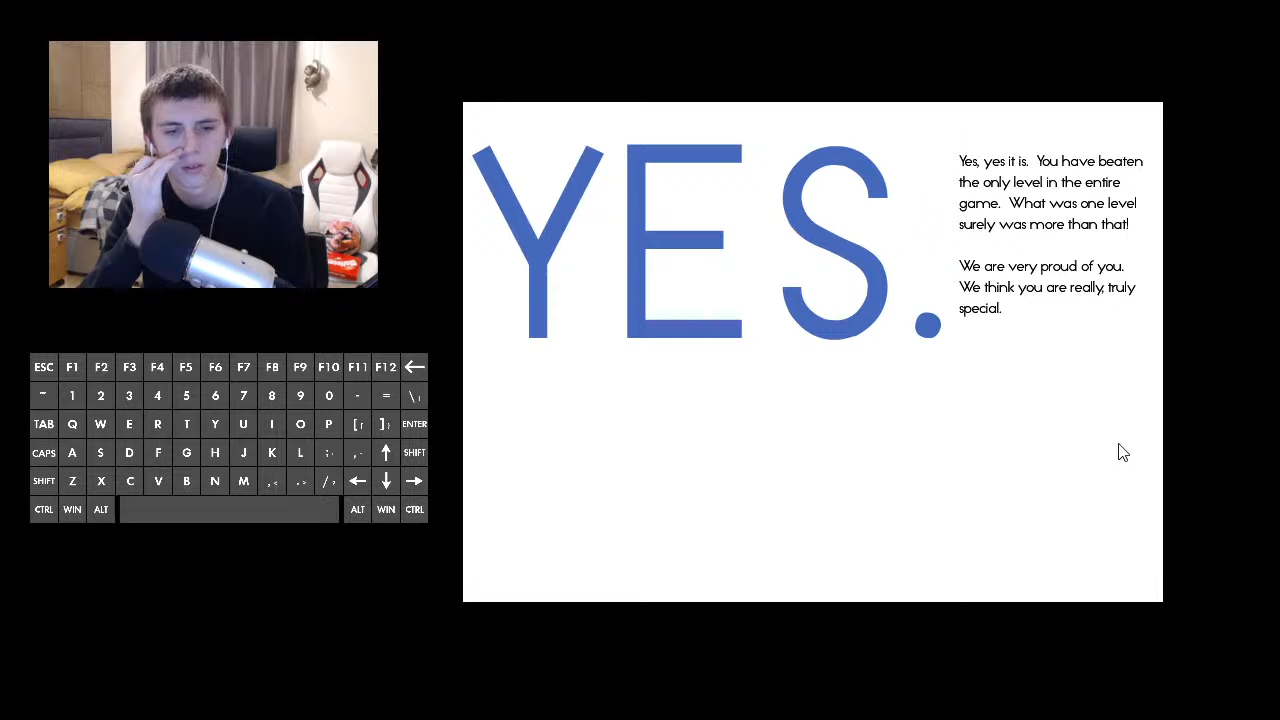 YES.
Yes, yes it is. You have beaten
the only level in the entire
game. What was one level
surely was more than that!
We are very proud of you.
We think you are really, truly
special.
ESC F1 F2 F3 F4 F5 F6 F7 F8 F9 F10 F11 F12 ←
~ 1 2 3 4 5 6 7 8 9 0 - = \
TAB Q W E R T Y U I O P [ ] ENTER
CAPS A S D F G H J K L ; ↑ SHIFT
SHIFT Z X C V B N M , < . > / ← ↓ →
CTRL WIN ALT ALT WIN CTRL